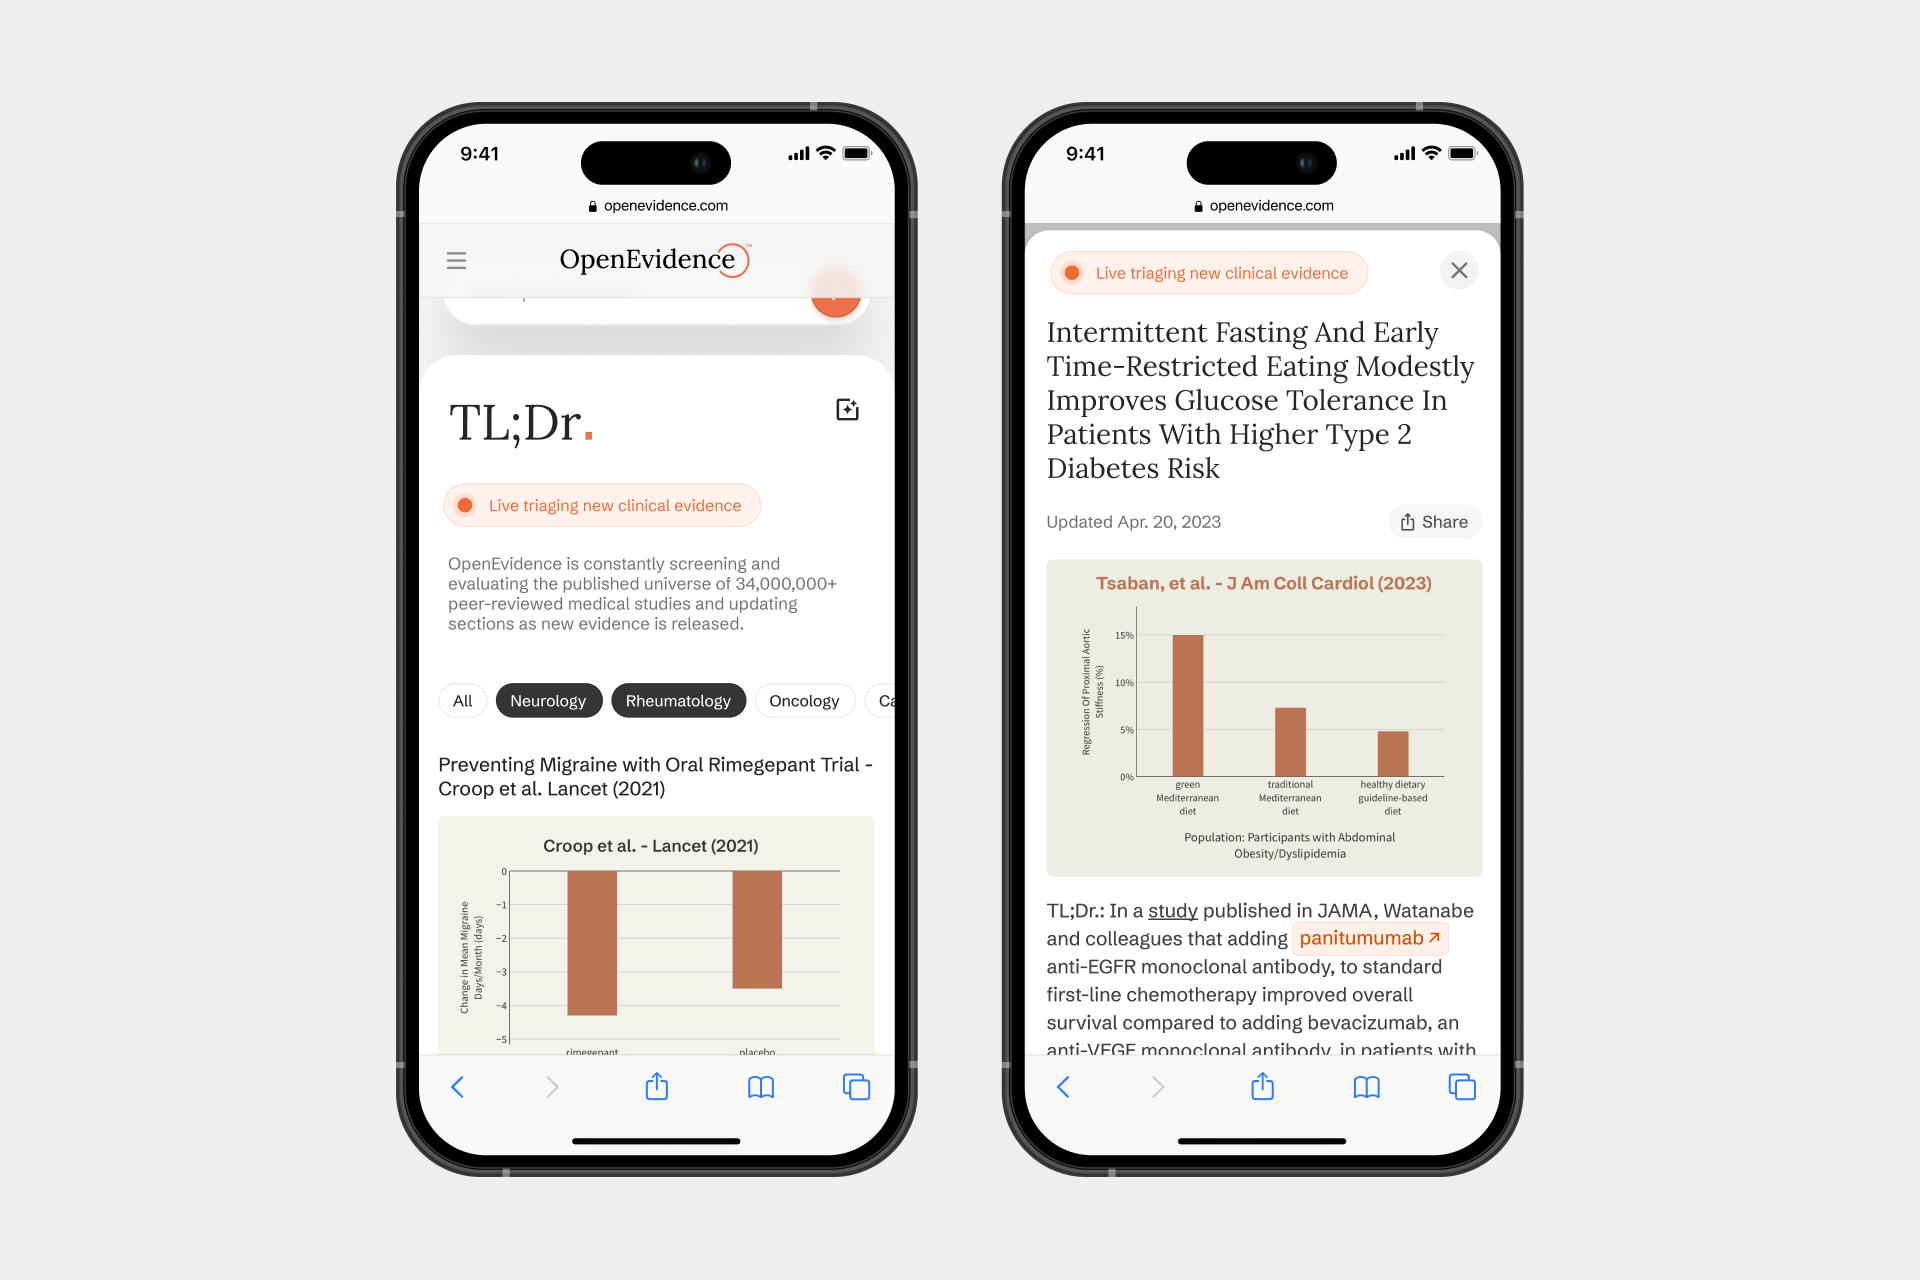 9:41
openevidence.com
OpenEvidence™
TL;Dr.
Live triaging new clinical evidence
OpenEvidence is constantly screening and
evaluating the published universe of 34,000,000+
peer-reviewed medical studies and updating
sections as new evidence is released.
All Neurology Rheumatology Oncology Ca
Preventing Migraine with Oral Rimegepant Trial -
Croop et al. Lancet (2021)
Croop et al. - Lancet (2021)
Change in Mean Migraine
Days/Month (days)
0
−1
−2
−3
−4
−5
rimegepant placebo
9:41
openevidence.com
Live triaging new clinical evidence
Intermittent Fasting And Early
Time-Restricted Eating Modestly
Improves Glucose Tolerance In
Patients With Higher Type 2
Diabetes Risk
Updated Apr. 20, 2023
Share
Tsaban, et al. - J Am Coll Cardiol (2023)
Regression Of Proximal Aortic
Stiffness (%)
15%
10%
5%
0%
green
Mediterranean
diet
traditional
Mediterranean
diet
healthy dietary
guideline-based
diet
Population: Participants with Abdominal
Obesity/Dyslipidemia
TL;Dr.: In a study published in JAMA, Watanabe
and colleagues that adding panitumumab ↗
anti-EGFR monoclonal antibody, to standard
first-line chemotherapy improved overall
survival compared to adding bevacizumab, an
anti-VEGF monoclonal antibody, in patients with